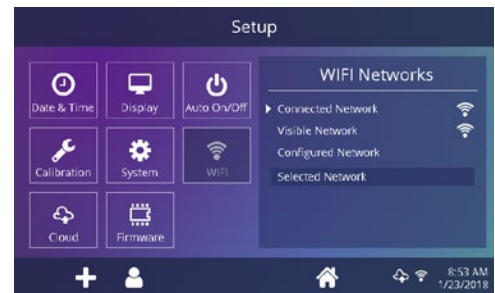 Setup
Date & Time
Display
Auto On/Off
Calibration
System
WIFI
Cloud
Firmware
WIFI Networks
Connected Network
Visible Network
Configured Network
Selected Network
8:53 AM
1/23/2018